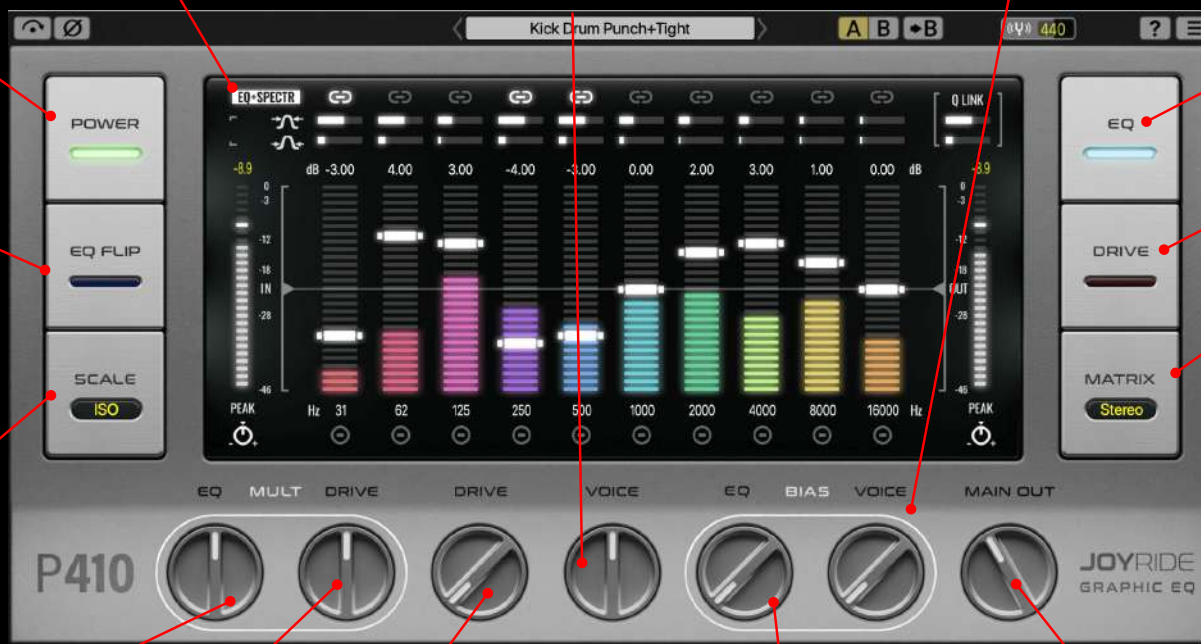 Kick Drum Punch+Tight
A B →B
440
?
POWER
EQ FLIP
SCALE
ISO
EQ+SPECTR
Q LINK
-8.9 dB -3.00 4.00 3.00 -4.00 -3.00 0.00 2.00 3.00 1.00 0.00 dB -8.9
0 0
-3 -3
-12 -12
-18 -18
IN OUT
-28 -28
-46 -46
PEAK Hz 31 62 125 250 500 1000 2000 4000 8000 16000 Hz PEAK
- + - +
EQ
DRIVE
MATRIX
Stereo
EQ MULT DRIVE DRIVE VOICE EQ BIAS VOICE MAIN OUT
P410
JOYRIDE
GRAPHIC EQ